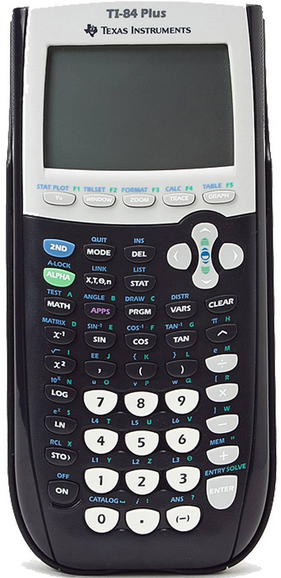 TI-84 Plus
TEXAS INSTRUMENTS
STAT PLOT F1 TBLSET F2 FORMAT F3 CALC F4 TABLE F5
Y= WINDOW ZOOM TRACE GRAPH
QUIT INS
2ND MODE DEL
A-LOCK LINK LIST
ALPHA X,T,Θ,n STAT
TEST A ANGLE B DRAW C DISTR
MATH APPS PRGM VARS CLEAR
MATRIX D SIN⁻¹ E COS⁻¹ F TAN⁻¹ G π H
X⁻¹ SIN COS TAN ^
√ I EE J { K } L e M
X² , ( ) ÷
10ˣ N u O v P w Q R
LOG 7 8 9 ×
eˣ S L4 T L5 U L6 V ] W
LN 4 5 6 −
RCL X L1 Y L2 Z L3 θ MEM "
STO› 1 2 3 +
OFF CATALOG ⎵ i : ANS ? ENTRY SOLVE
ON 0 . (−) ENTER